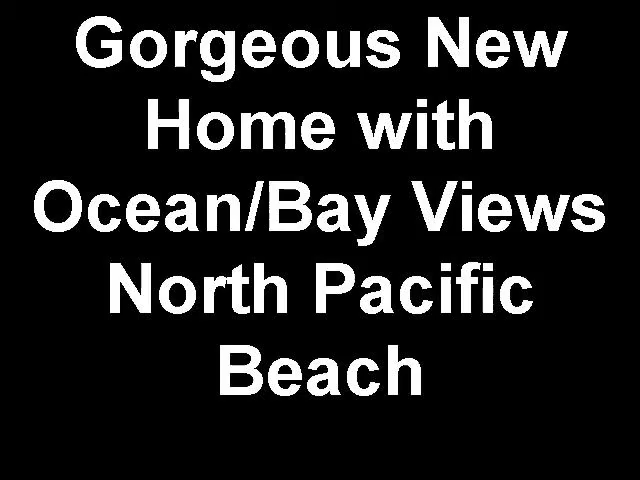 Gorgeous New
Home with
Ocean/Bay Views
North Pacific
Beach